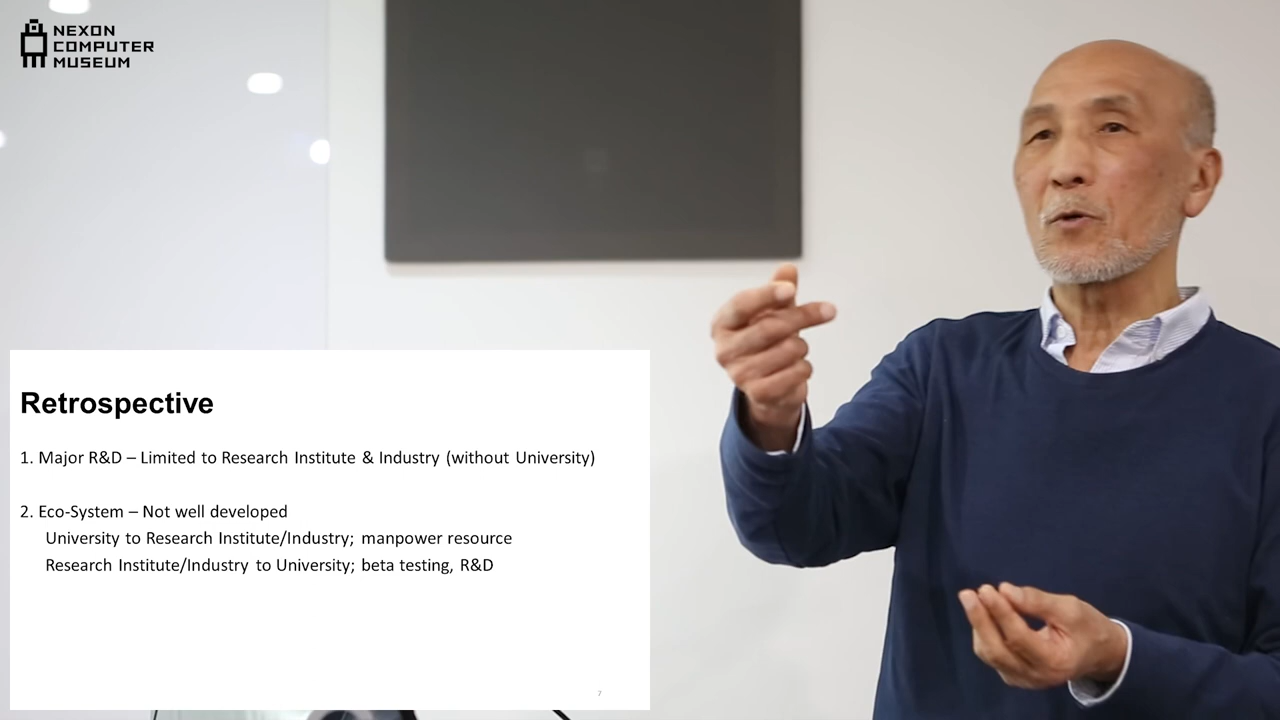 NEXON
COMPUTER
MUSEUM
Retrospective
1. Major R&D – Limited to Research Institute & Industry (without University)
2. Eco-System – Not well developed
University to Research Institute/Industry; manpower resource
Research Institute/Industry to University; beta testing, R&D
7